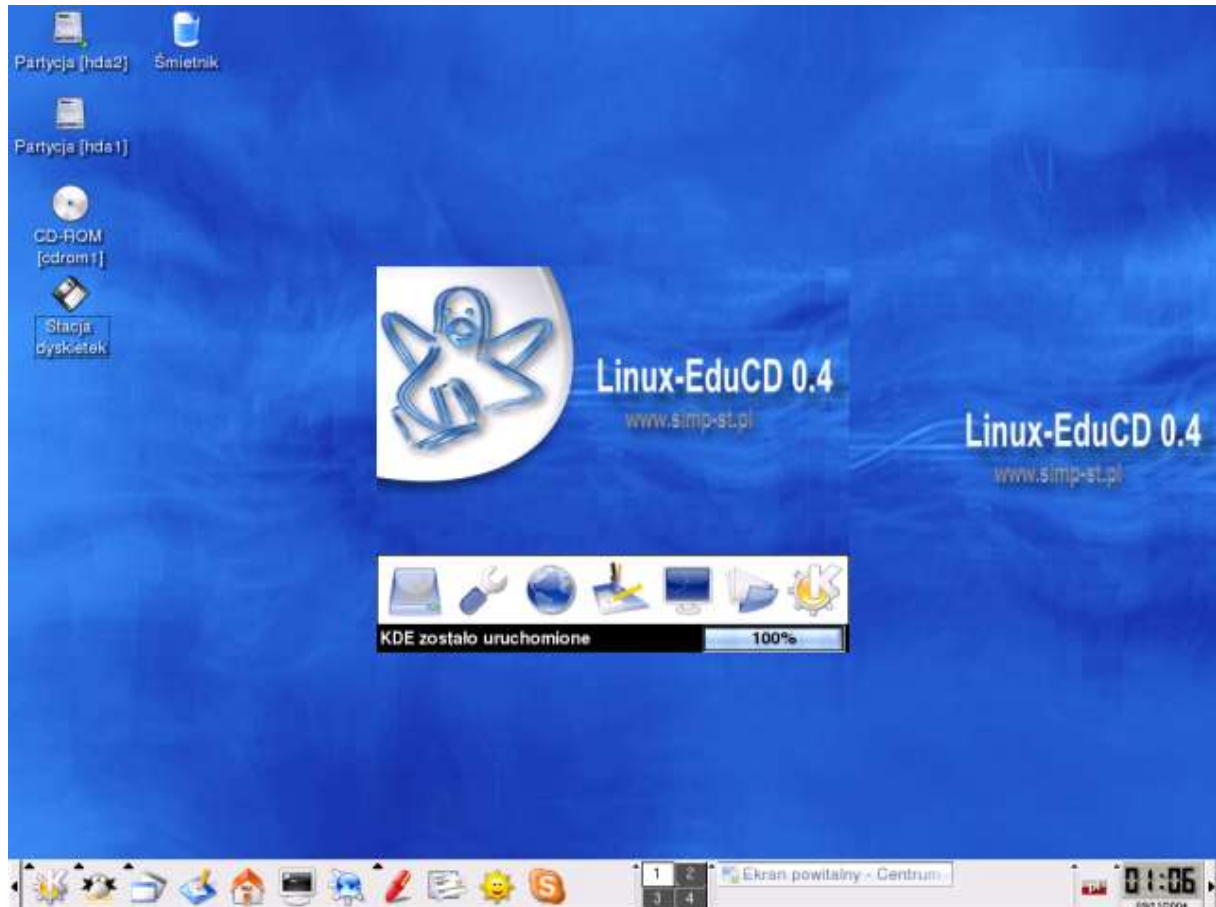 Partycja [hda2]
Śmietnik
Partycja [hda1]
CD-ROM
[cdrom1]
Stacja
dyskietek
Linux-EduCD 0.4
www.simp-st.pl
Linux-EduCD 0.4
www.simp-st.pl
KDE zostało uruchomione
100%
1 2
3 4
Ekran powitalny - Centrum
01:06